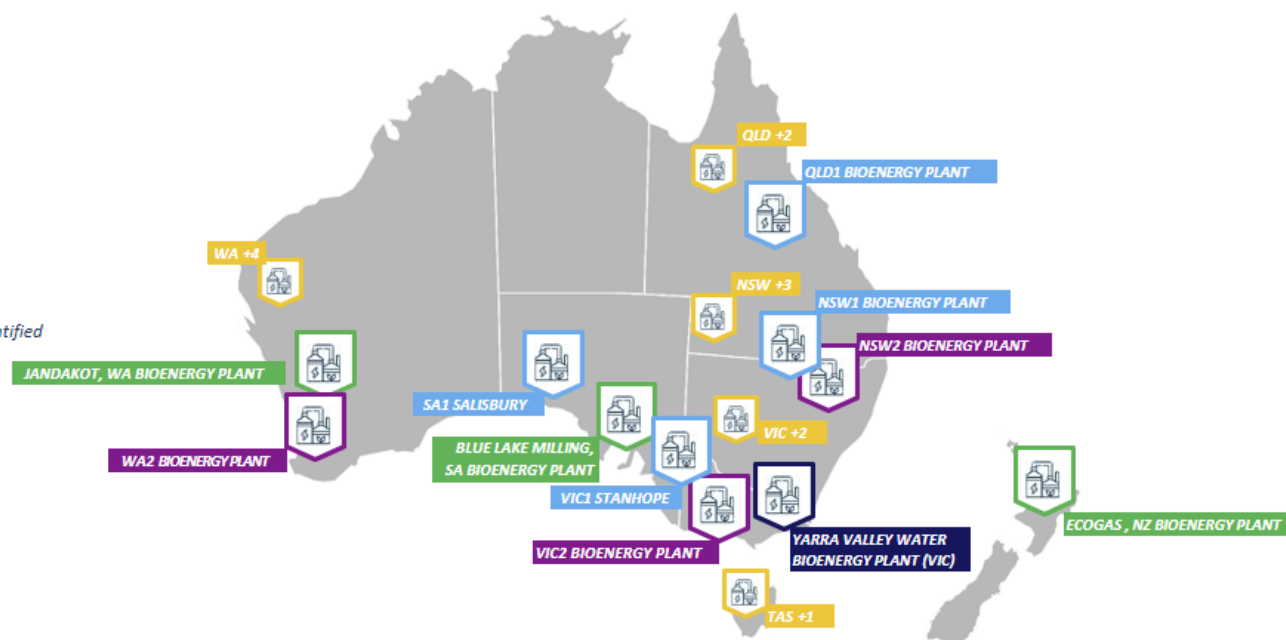 QLD +2
QLD1 BIOENERGY PLANT
WA +4
NSW +3
NSW1 BIOENERGY PLANT
ntified
NSW2 BIOENERGY PLANT
JANDAKOT, WA BIOENERGY PLANT
SA1 SALISBURY
VIC +2
BLUE LAKE MILLING,
SA BIOENERGY PLANT
WA2 BIOENERGY PLANT
VIC1 STANHOPE
ECOGAS , NZ BIOENERGY PLANT
YARRA VALLEY WATER
BIOENERGY PLANT (VIC)
VIC2 BIOENERGY PLANT
TAS +1